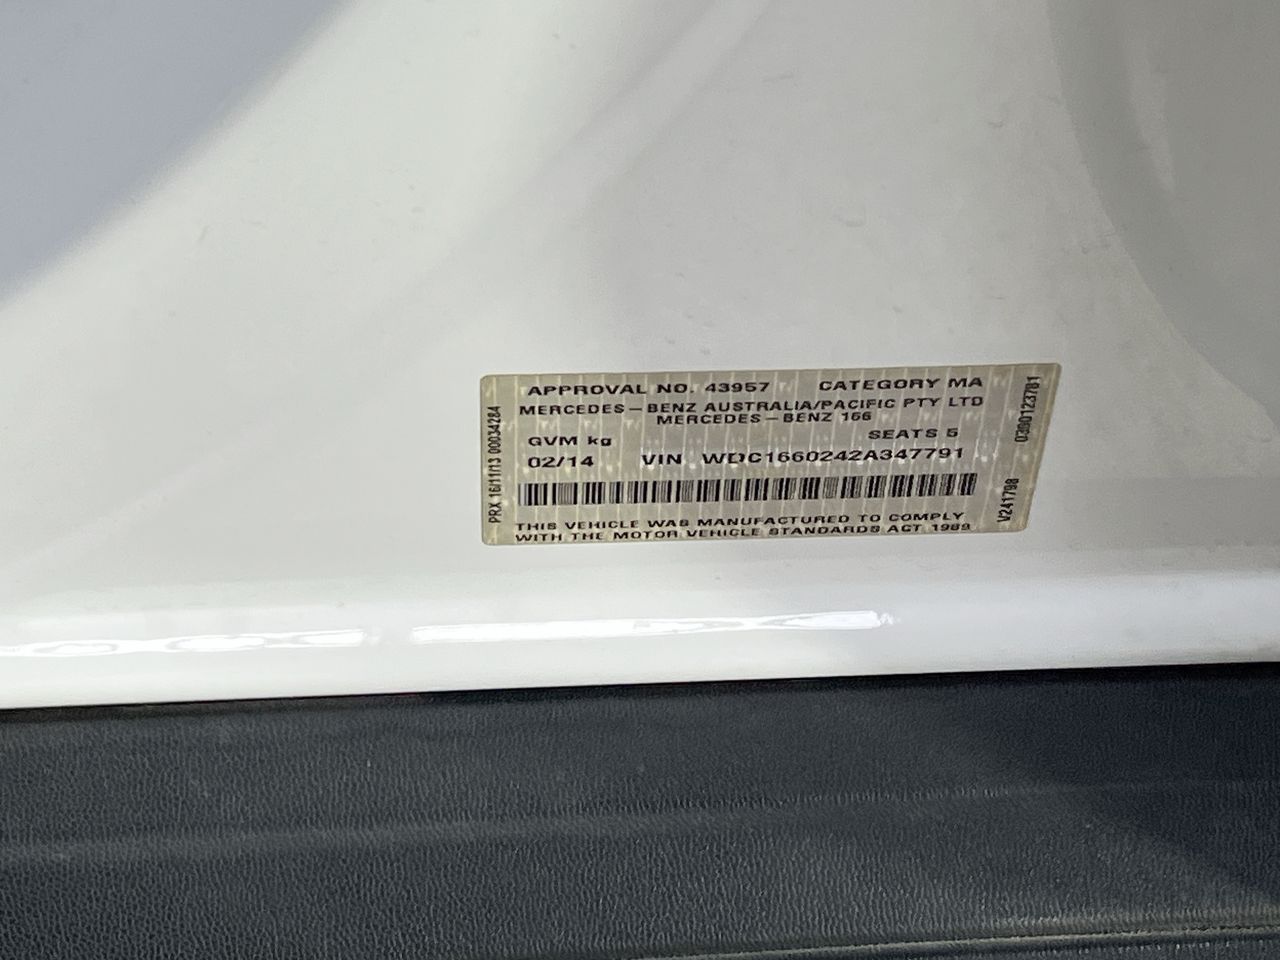 APPROVAL NO. 43957 CATEGORY MA
MERCEDES-BENZ AUSTRALIA/PACIFIC PTY LTD
MERCEDES-BENZ 166
GVM kg SEATS 5
02/14 VIN WDC1660242A347791
THIS VEHICLE WAS MANUFACTURED TO COMPLY
WITH THE MOTOR VEHICLE STANDARDS ACT 1989
PRX 16/11/13 00034284
0390123781
V241798